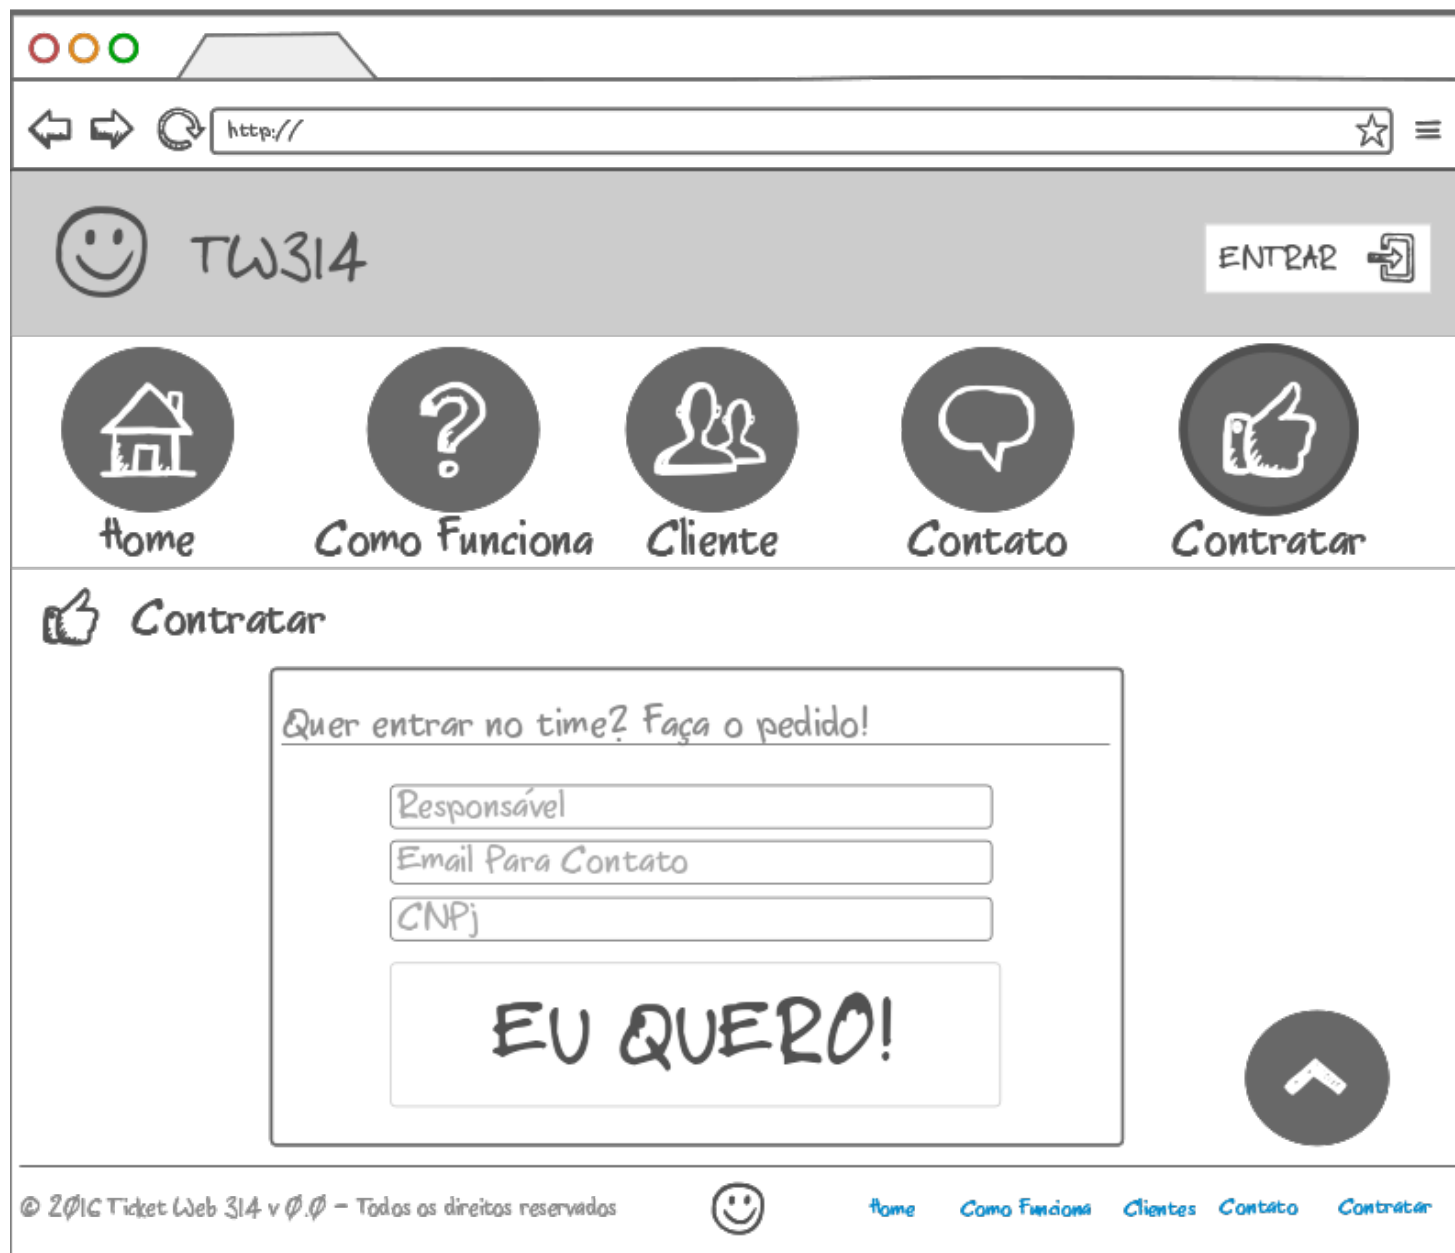 http://
TW314
ENTRAR
Home Como Funciona Cliente Contato Contratar
Contratar
Quer entrar no time? Faça o pedido!
Responsável
Email Para Contato
CNPj
EU QUERO!
© 2016 Ticket Web 314 v 0.0 - Todos os direitos reservados Home Como Funciona Clientes Contato Contratar